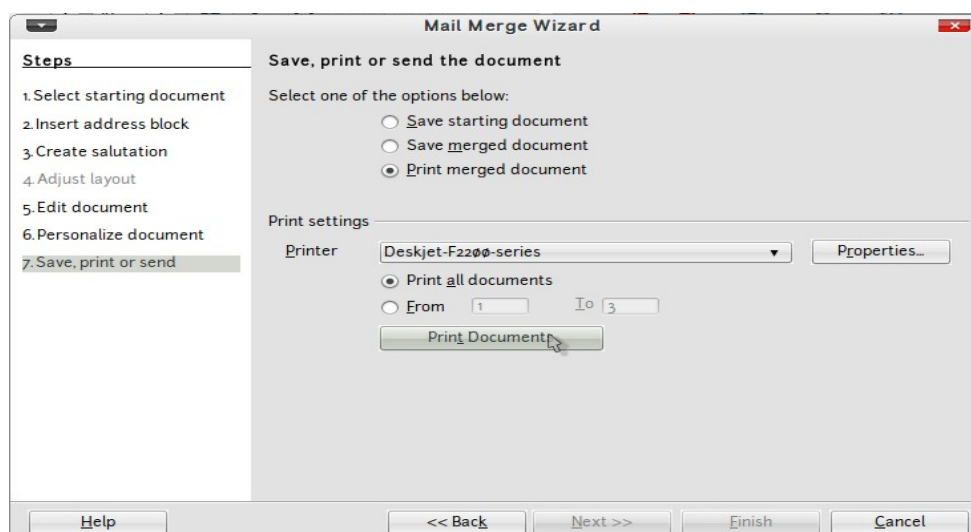 Mail Merge Wizard
Steps
1. Select starting document
2. Insert address block
3. Create salutation
4. Adjust layout
5. Edit document
6. Personalize document
7. Save, print or send
Save, print or send the document
Select one of the options below:
Save starting document
Save merged document
Print merged document
Print settings
Printer Deskjet-F2200-series Properties...
Print all documents
From 1 To 3
Print Documents
Help << Back Next >> Finish Cancel